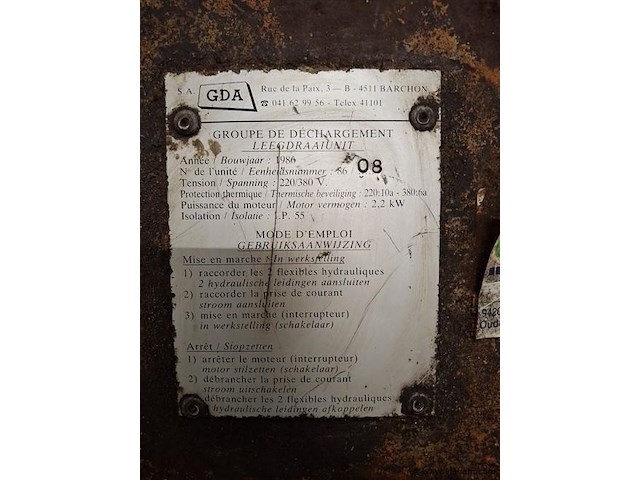 S.A. GDA Rue de la Paix, 3 — B - 4511 BARCHON
☎ 041 62 99 56 - Telex 41101
GROUPE DE DÉCHARGEMENT
LEEGDRAAIUNIT
Année / Bouwjaar : 1986
N° de l'unité / Eenheidsnummer : 86 / 08
Tension / Spanning : 220/380 V.
Protection thermique / Thermische beveiliging : 220:10a - 380:6a
Puissance du moteur / Motor vermogen : 2,2 kW
Isolation / Isolatie : I.P. 55
MODE D'EMPLOI
GEBRUIKSAANWIJZING
Mise en marche / In werkstelling
1) raccorder les 2 flexibles hydrauliques
2 hydraulische leidingen aansluiten
2) raccorder la prise de courant
stroom aansluiten
3) mise en marche (interrupteur)
in werkstelling (schakelaar)
Arrêt / Stopzetten
1) arrêter le moteur (interrupteur)
motor stilzetten (schakelaar)
2) débrancher la prise de courant
stroom uitschakelen
débrancher les 2 flexibles hydrauliques
hydraulische leidingen afkoppelen